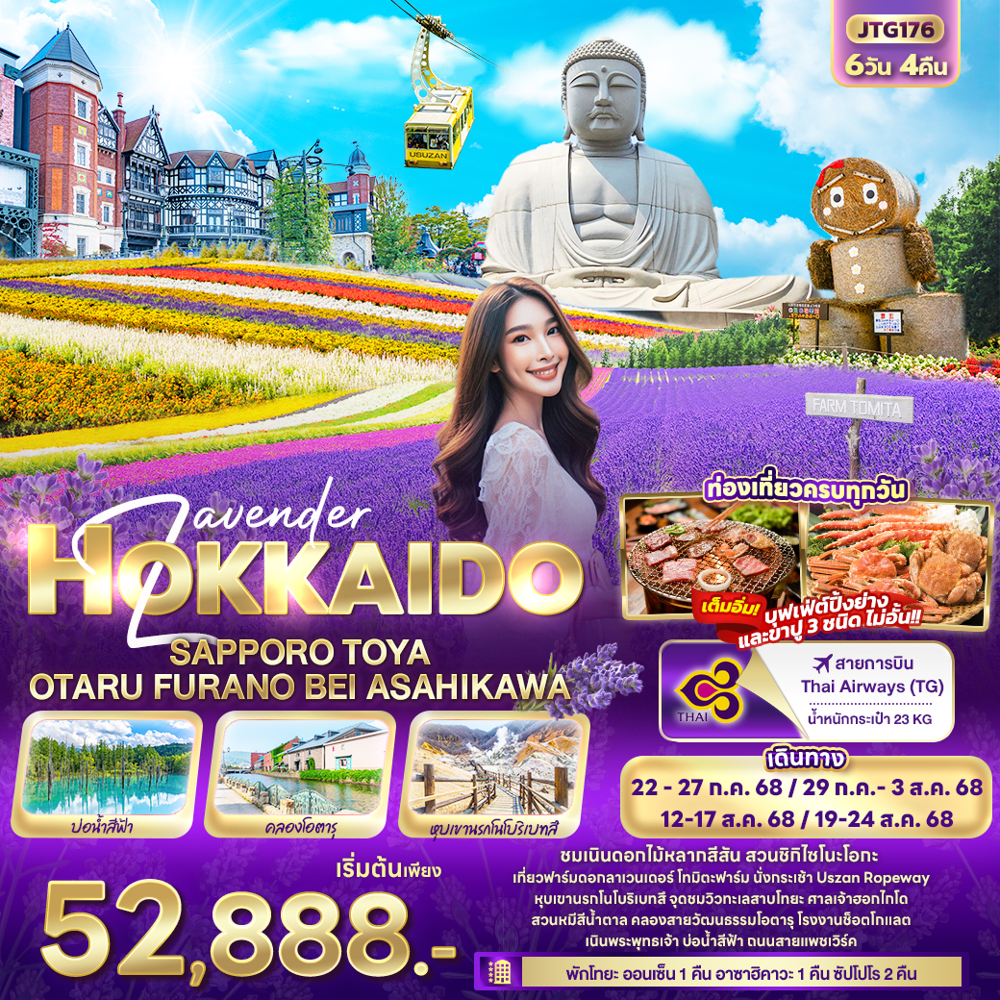 JTG176
6วัน 4คืน
USUZAN
FARM TOMITA
Lavender
HOKKAIDO
SAPPORO TOYA
OTARU FURANO BEI ASAHIKAWA
ท่องเที่ยวครบทุกวัน
เต็มอิ่ม! บุฟเฟ่ต์ปิ้งย่าง
และขาปู 3 ชนิด ไม่อั้น!!
THAI
สายการบิน
Thai Airways (TG)
น้ำหนักกระเป๋า 23 KG
บ่อน้ำสีฟ้า
คลองโอตารุ
หุบเขานรกโนโบริเบทสึ
เดินทาง
22 - 27 ก.ค. 68 / 29 ก.ค.- 3 ส.ค. 68
12-17 ส.ค. 68 / 19-24 ส.ค. 68
เริ่มต้นเพียง
52,888.-
ชมเนินดอกไม้หลากสีสัน สวนชิกิไซโนะโอกะ
เที่ยวฟาร์มดอกลาเวนเดอร์ โทมิตะฟาร์ม นั่งกระเช้า Uszan Ropeway
หุบเขานรกโนโบริเบทสึ จุดชมวิวทะเลสาบโทยะ ศาลเจ้าฮอกไกโด
สวนหมีสีน้ำตาล คลองสายวัฒนธรรมโอตารุ โรงงานช็อตโกแลต
เนินพระพุทธเจ้า บ่อน้ำสีฟ้า ถนนสายแพชเวิร์ค
พักโทยะ ออนเซ็น 1 คืน อาซาฮิคาวะ 1 คืน ซัปโปโร 2 คืน